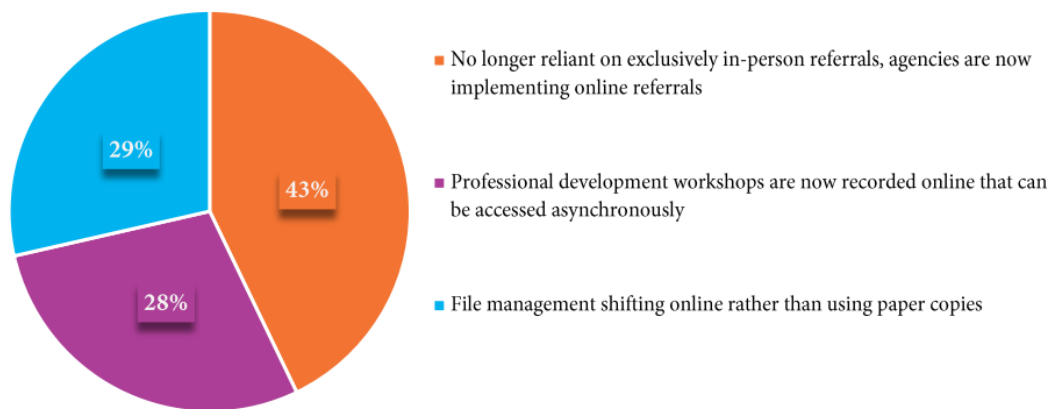 29%
43%
28%
No longer reliant on exclusively in-person referrals, agencies are now
implementing online referrals
Professional development workshops are now recorded online that can
be accessed asynchronously
File management shifting online rather than using paper copies